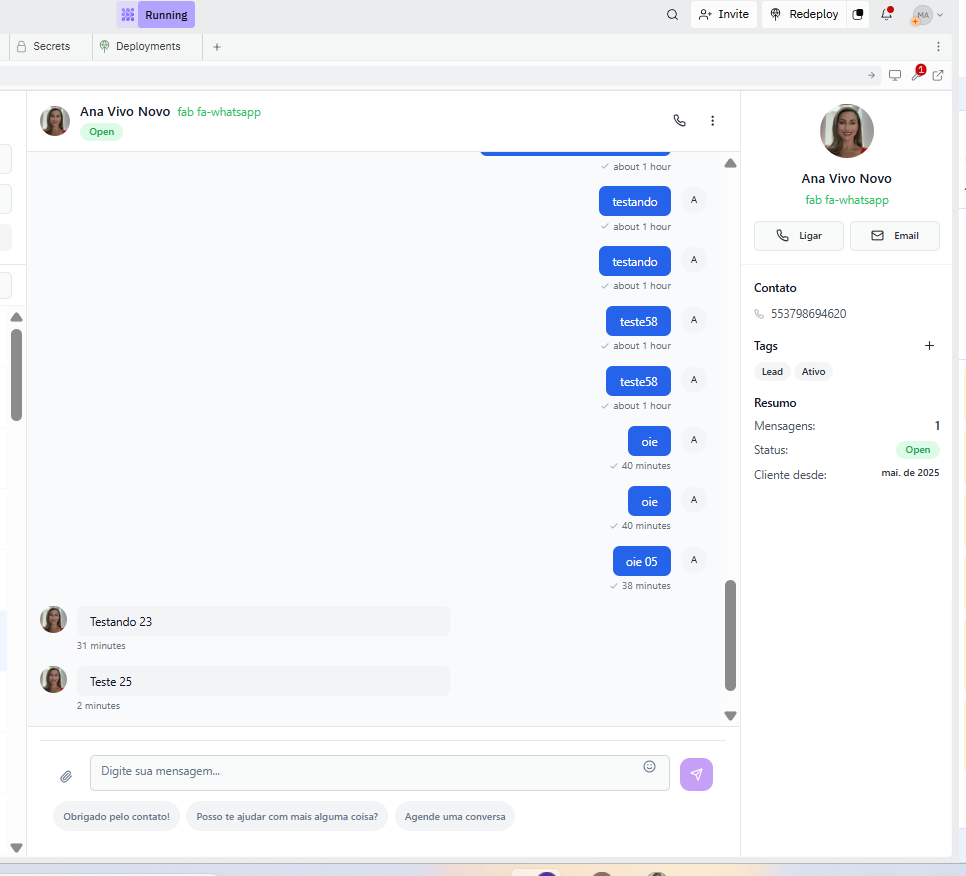 Running
Invite
Redeploy
MA
Secrets
Deployments
1
Ana Vivo Novo fab fa-whatsapp
Open
about 1 hour
testando
A
about 1 hour
testando
A
about 1 hour
teste58
A
about 1 hour
teste58
A
about 1 hour
oie
A
40 minutes
oie
A
40 minutes
oie 05
A
38 minutes
Testando 23
31 minutes
Teste 25
2 minutes
Digite sua mensagem...
Obrigado pelo contato!
Posso te ajudar com mais alguma coisa?
Agende uma conversa
Ana Vivo Novo
fab fa-whatsapp
Ligar
Email
Contato
553798694620
Tags
Lead
Ativo
Resumo
Mensagens: 1
Status: Open
Cliente desde: mai. de 2025